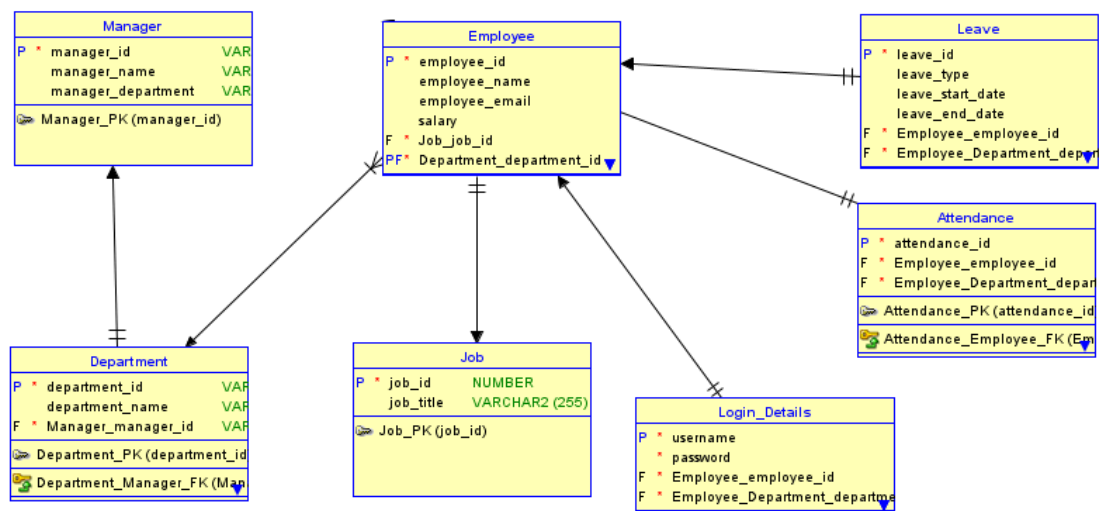 Manager
P * manager_id VAR
manager_name VAR
manager_department VAR
Manager_PK (manager_id)
Employee
P * employee_id
employee_name
employee_email
salary
F * Job_job_id
PF* Department_department_id
Leave
P * leave_id
leave_type
leave_start_date
leave_end_date
F * Employee_employee_id
F * Employee_Department_depar
Attendance
P * attendance_id
F * Employee_employee_id
F * Employee_Department_depar
Attendance_PK (attendance_id
Attendance_Employee_FK (Em
Department
P * department_id VAR
department_name VAR
F * Manager_manager_id VAR
Department_PK (department_id
Department_Manager_FK (Man
Job
P * job_id NUMBER
job_title VARCHAR2 (255)
Job_PK (job_id)
Login_Details
P * username
* password
F * Employee_employee_id
F * Employee_Department_departme